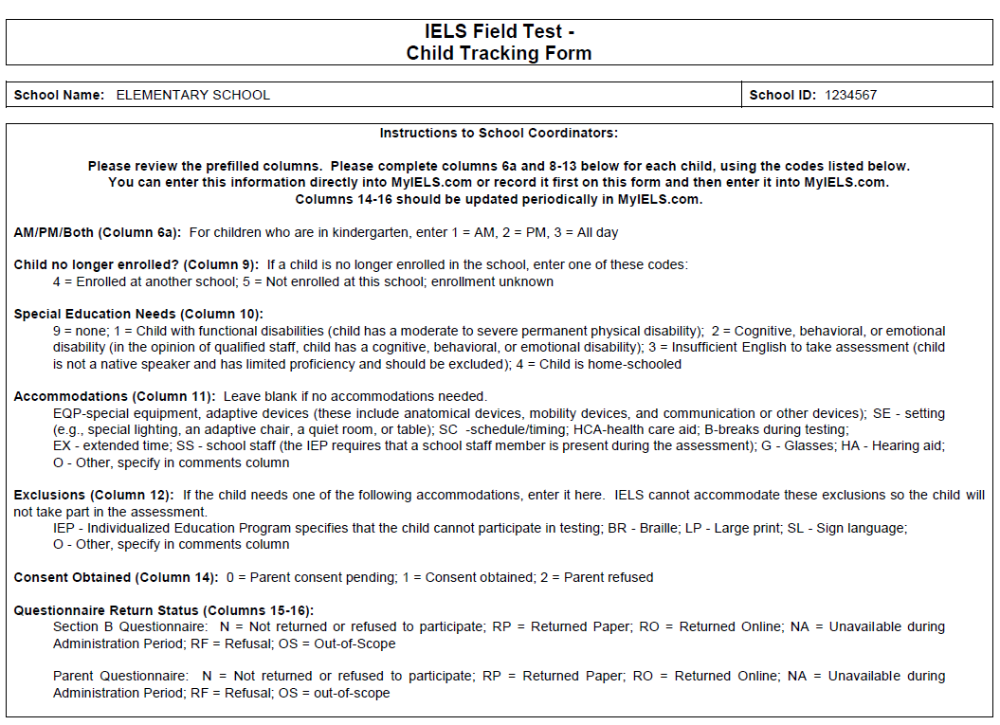 IELS Field Test -
Child Tracking Form
School Name: ELEMENTARY SCHOOL
School ID: 1234567
Instructions to School Coordinators:
Please review the prefilled columns. Please complete columns 6a and 8-13 below for each child, using the codes listed below.
You can enter this information directly into MyIELS.com or record it first on this form and then enter it into MyIELS.com.
Columns 14-16 should be updated periodically in MyIELS.com.
AM/PM/Both (Column 6a): For children who are in kindergarten, enter 1 = AM, 2 = PM, 3 = All day
Child no longer enrolled? (Column 9): If a child is no longer enrolled in the school, enter one of these codes:
4 = Enrolled at another school; 5 = Not enrolled at this school; enrollment unknown
Special Education Needs (Column 10):
9 = none; 1 = Child with functional disabilities (child has a moderate to severe permanent physical disability); 2 = Cognitive, behavioral, or emotional
disability (in the opinion of qualified staff, child has a cognitive, behavioral, or emotional disability); 3 = Insufficient English to take assessment (child
is not a native speaker and has limited proficiency and should be excluded); 4 = Child is home-schooled
Accommodations (Column 11): Leave blank if no accommodations needed.
EQP-special equipment, adaptive devices (these include anatomical devices, mobility devices, and communication or other devices); SE - setting
(e.g., special lighting, an adaptive chair, a quiet room, or table); SC -schedule/timing; HCA-health care aid; B-breaks during testing;
EX - extended time; SS - school staff (the IEP requires that a school staff member is present during the assessment); G - Glasses; HA - Hearing aid;
O - Other, specify in comments column
Exclusions (Column 12): If the child needs one of the following accommodations, enter it here. IELS cannot accommodate these exclusions so the child will
not take part in the assessment.
IEP - Individualized Education Program specifies that the child cannot participate in testing; BR - Braille; LP - Large print; SL - Sign language;
O - Other, specify in comments column
Consent Obtained (Column 14): 0 = Parent consent pending; 1 = Consent obtained; 2 = Parent refused
Questionnaire Return Status (Columns 15-16):
Section B Questionnaire: N = Not returned or refused to participate; RP = Returned Paper; RO = Returned Online; NA = Unavailable during
Administration Period; RF = Refusal; OS = Out-of-Scope
Parent Questionnaire: N = Not returned or refused to participate; RP = Returned Paper; RO = Returned Online; NA = Unavailable during
Administration Period; RF = Refusal; OS = out-of-scope